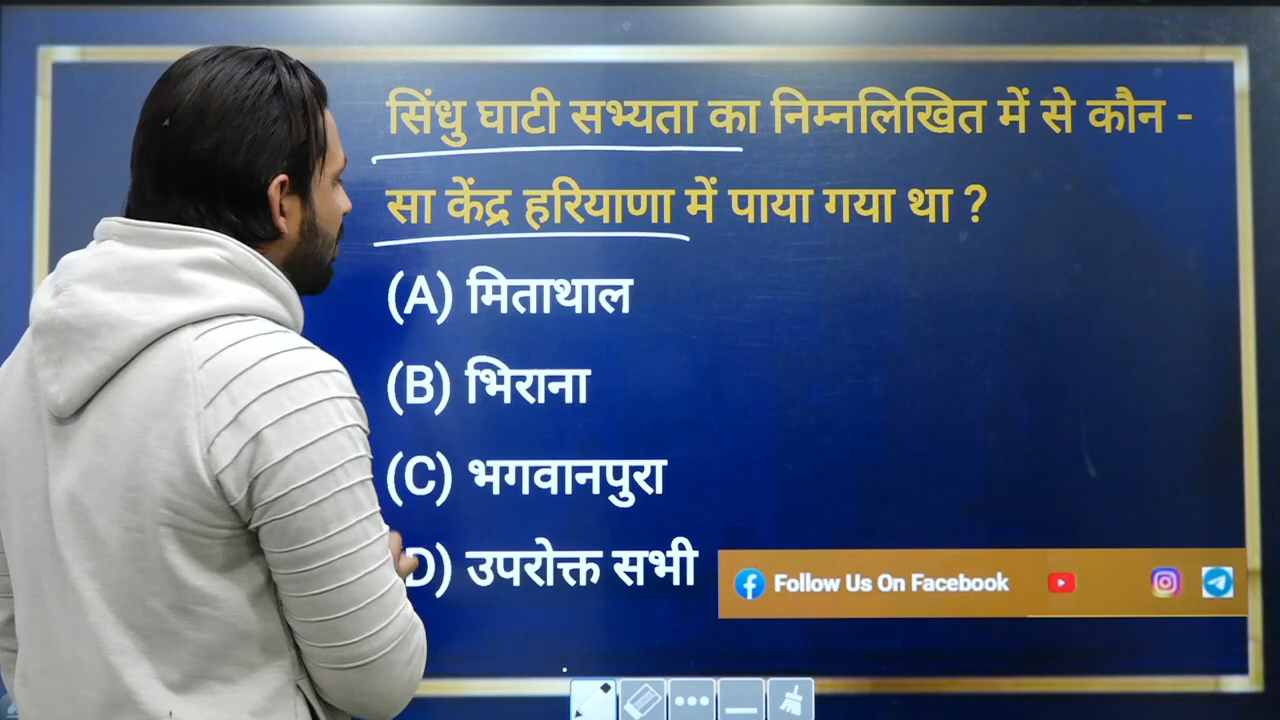 सिंधु घाटी सभ्यता का निम्नलिखित में से कौन -
सा केंद्र हरियाणा में पाया गया था ?
(A) मिताथाल
(B) भिराना
(C) भगवानपुरा
D) उपरोक्त सभी
Follow Us On Facebook